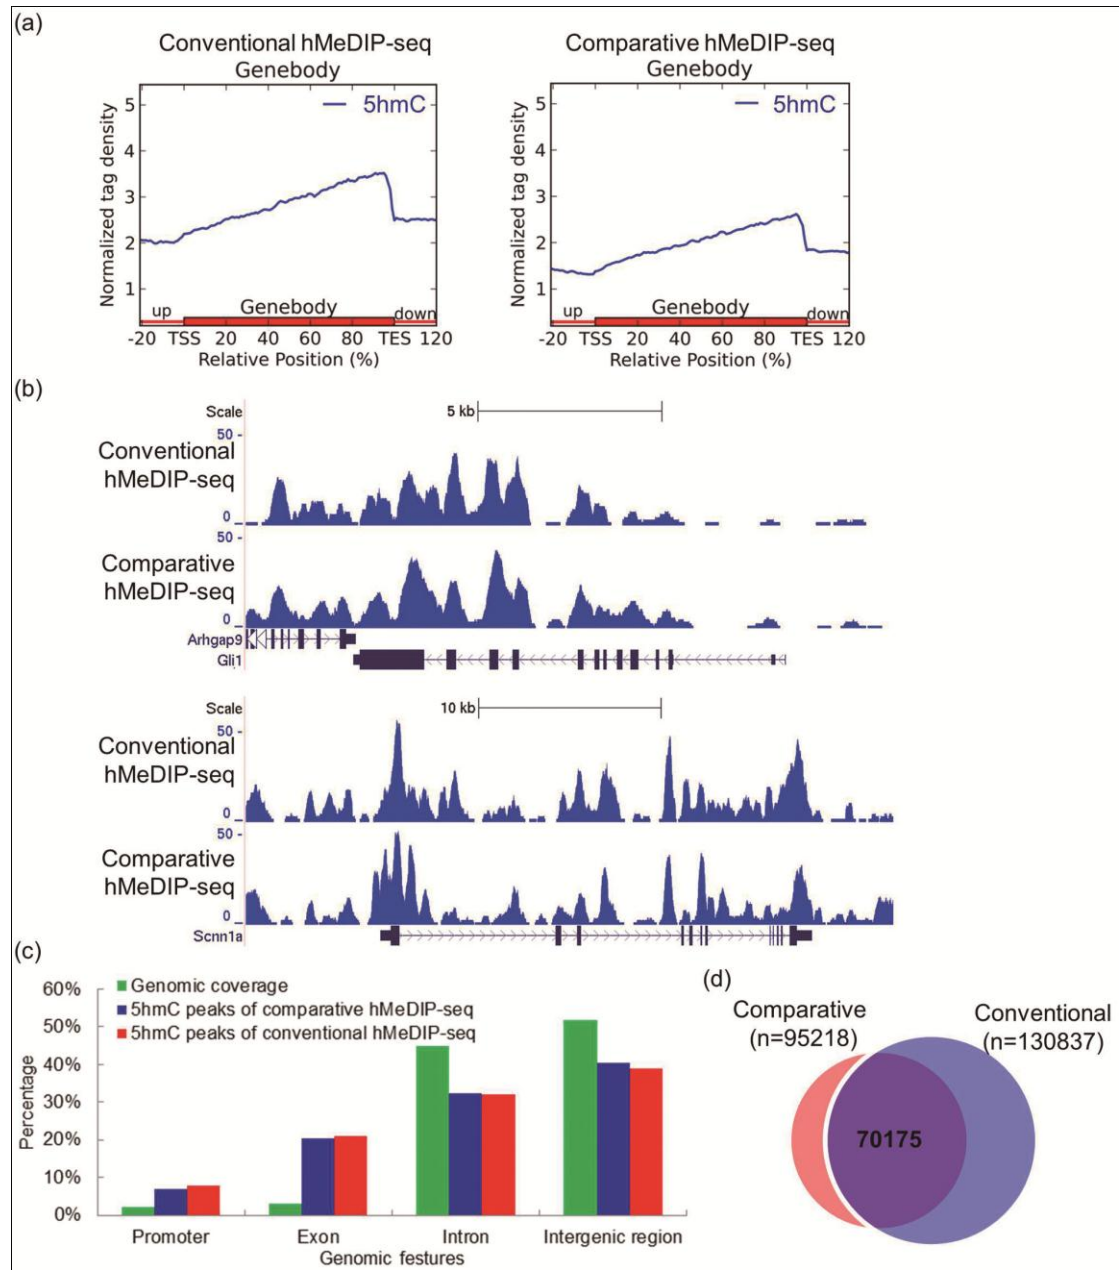 (a)
Conventional hMeDIP-seq
Genebody
5hmC
Normalized tag density
5
4
3
2
1
up
Genebody
down
-20 TSS 20 40 60 80 TES 120
Relative Position (%)
Comparative hMeDIP-seq
Genebody
5hmC
Normalized tag density
5
4
3
2
1
up
Genebody
down
-20 TSS 20 40 60 80 TES 120
Relative Position (%)
(b)
Scale
5 kb
50
Conventional
hMeDIP-seq
0
50
Comparative
hMeDIP-seq
0
Arhgap9
Gli1
Scale
10 kb
50
Conventional
hMeDIP-seq
0
50
Comparative
hMeDIP-seq
0
Scnn1a
(c)
Genomic coverage
5hmC peaks of comparative hMeDIP-seq
5hmC peaks of conventional hMeDIP-seq
Percentage
60%
50%
40%
30%
20%
10%
0%
Promoter Exon Intron Intergenic region
Genomic festures
(d)
Comparative
(n=95218)
Conventional
(n=130837)
70175